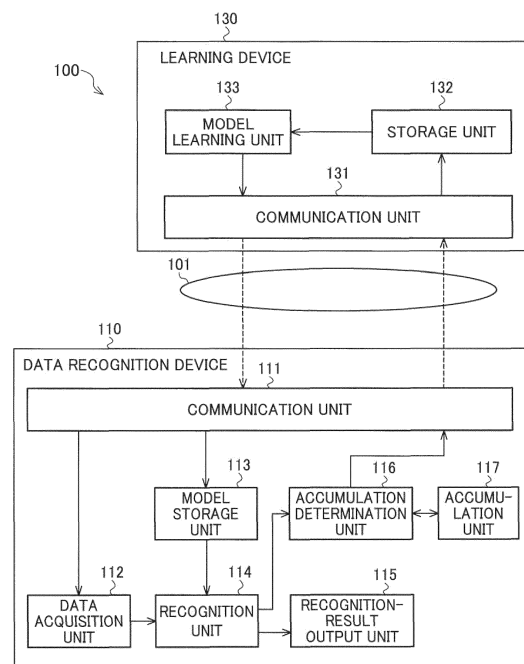 130
100
LEARNING DEVICE
133
132
MODEL
LEARNING UNIT
STORAGE UNIT
131
COMMUNICATION UNIT
101
110
DATA RECOGNITION DEVICE
111
COMMUNICATION UNIT
113
116
117
MODEL
STORAGE
UNIT
ACCUMULATION
DETERMINATION
UNIT
ACCUMU-
LATION UNIT
112
114
115
DATA
ACQUISITION
UNIT
RECOGNITION
UNIT
RECOGNITION-
RESULT
OUTPUT UNIT